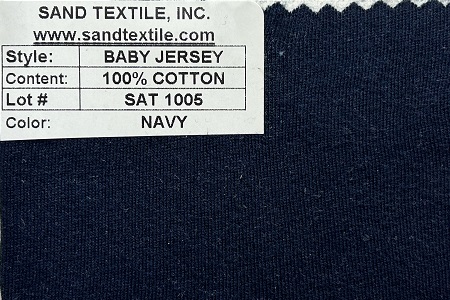 SAND TEXTILE, INC.
www.sandtextile.com
Style: BABY JERSEY
Content: 100% COTTON
Lot # SAT 1005
Color: NAVY